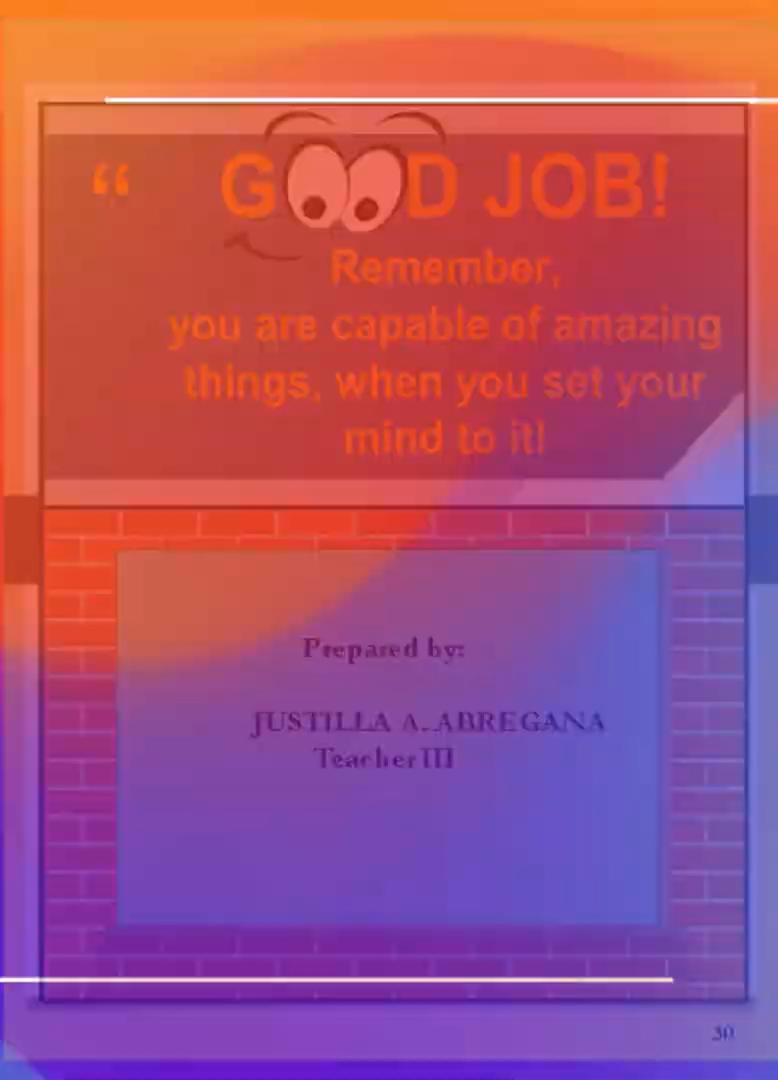 “ GOOD JOB!
Remember,
you are capable of amazing
things, when you set your
mind to it!
Prepared by:
JUSTILLA A. ABREGANA
Teacher III
30